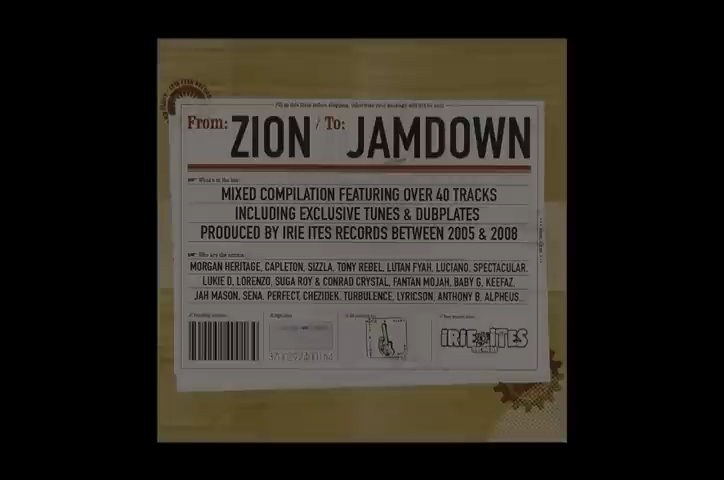 From: ZION / To: JAMDOWN
MIXED COMPILATION FEATURING OVER 40 TRACKS
INCLUDING EXCLUSIVE TUNES & DUBPLATES
PRODUCED BY IRIE ITES RECORDS BETWEEN 2005 & 2008
MORGAN HERITAGE, CAPLETON, SIZZLA, TONY REBEL, LUTAN FYAH, LUCIANO, SPECTACULAR,
LUKIE D, LORENZO, SUGA ROY & CONRAD CRYSTAL, FANTAN MOJAH, BABY G, KEEFAZ,
JAH MASON, SENA, PERFECT, CHEZIDEK, TURBULENCE, LYRICSON, ANTHONY B, ALPHEUS...
IRIE ITES